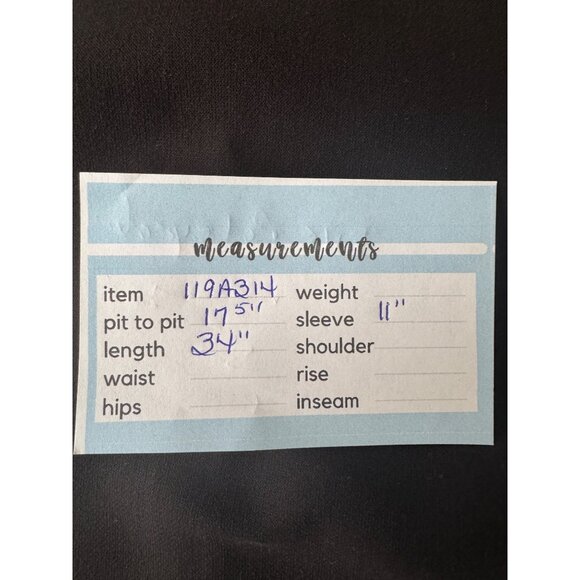 measurements
item 119A314
pit to pit 17 5"
length 34"
waist
hips
weight
sleeve 11"
shoulder
rise
inseam